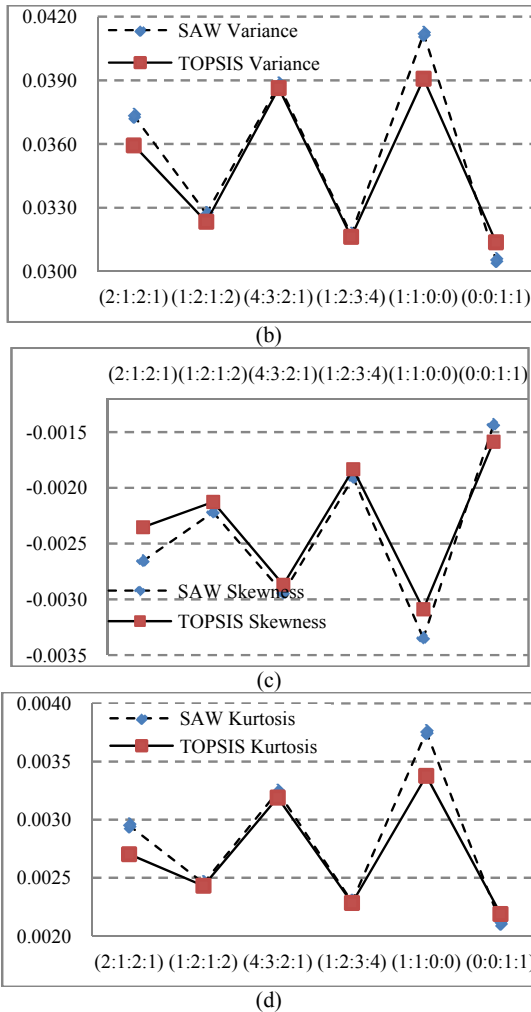 0.0420
SAW Variance
TOPSIS Variance
0.0390
0.0360
0.0330
0.0300
(2:1:2:1) (1:2:1:2) (4:3:2:1) (1:2:3:4) (1:1:0:0) (0:0:1:1)
(b)
(2:1:2:1) (1:2:1:2) (4:3:2:1) (1:2:3:4) (1:1:0:0) (0:0:1:1)
-0.0015
-0.0020
-0.0025
SAW Skewness
-0.0030
TOPSIS Skewness
-0.0035
(c)
0.0040
SAW Kurtosis
TOPSIS Kurtosis
0.0035
0.0030
0.0025
0.0020
(2:1:2:1) (1:2:1:2) (4:3:2:1) (1:2:3:4) (1:1:0:0) (0:0:1:1)
(d)